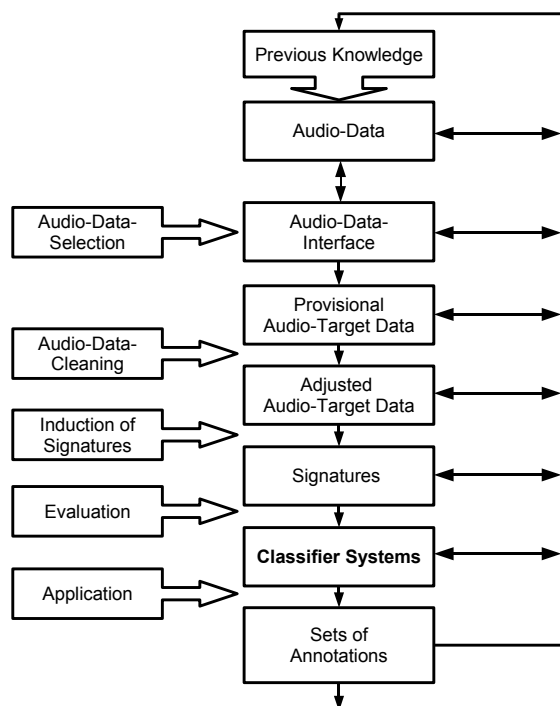 Previous Knowledge
Audio-Data
Audio-Data-
Selection
Audio-Data-
Interface
Provisional
Audio-Target Data
Audio-Data-
Cleaning
Adjusted
Audio-Target Data
Induction of
Signatures
Signatures
Evaluation
Classifier Systems
Application
Sets of
Annotations